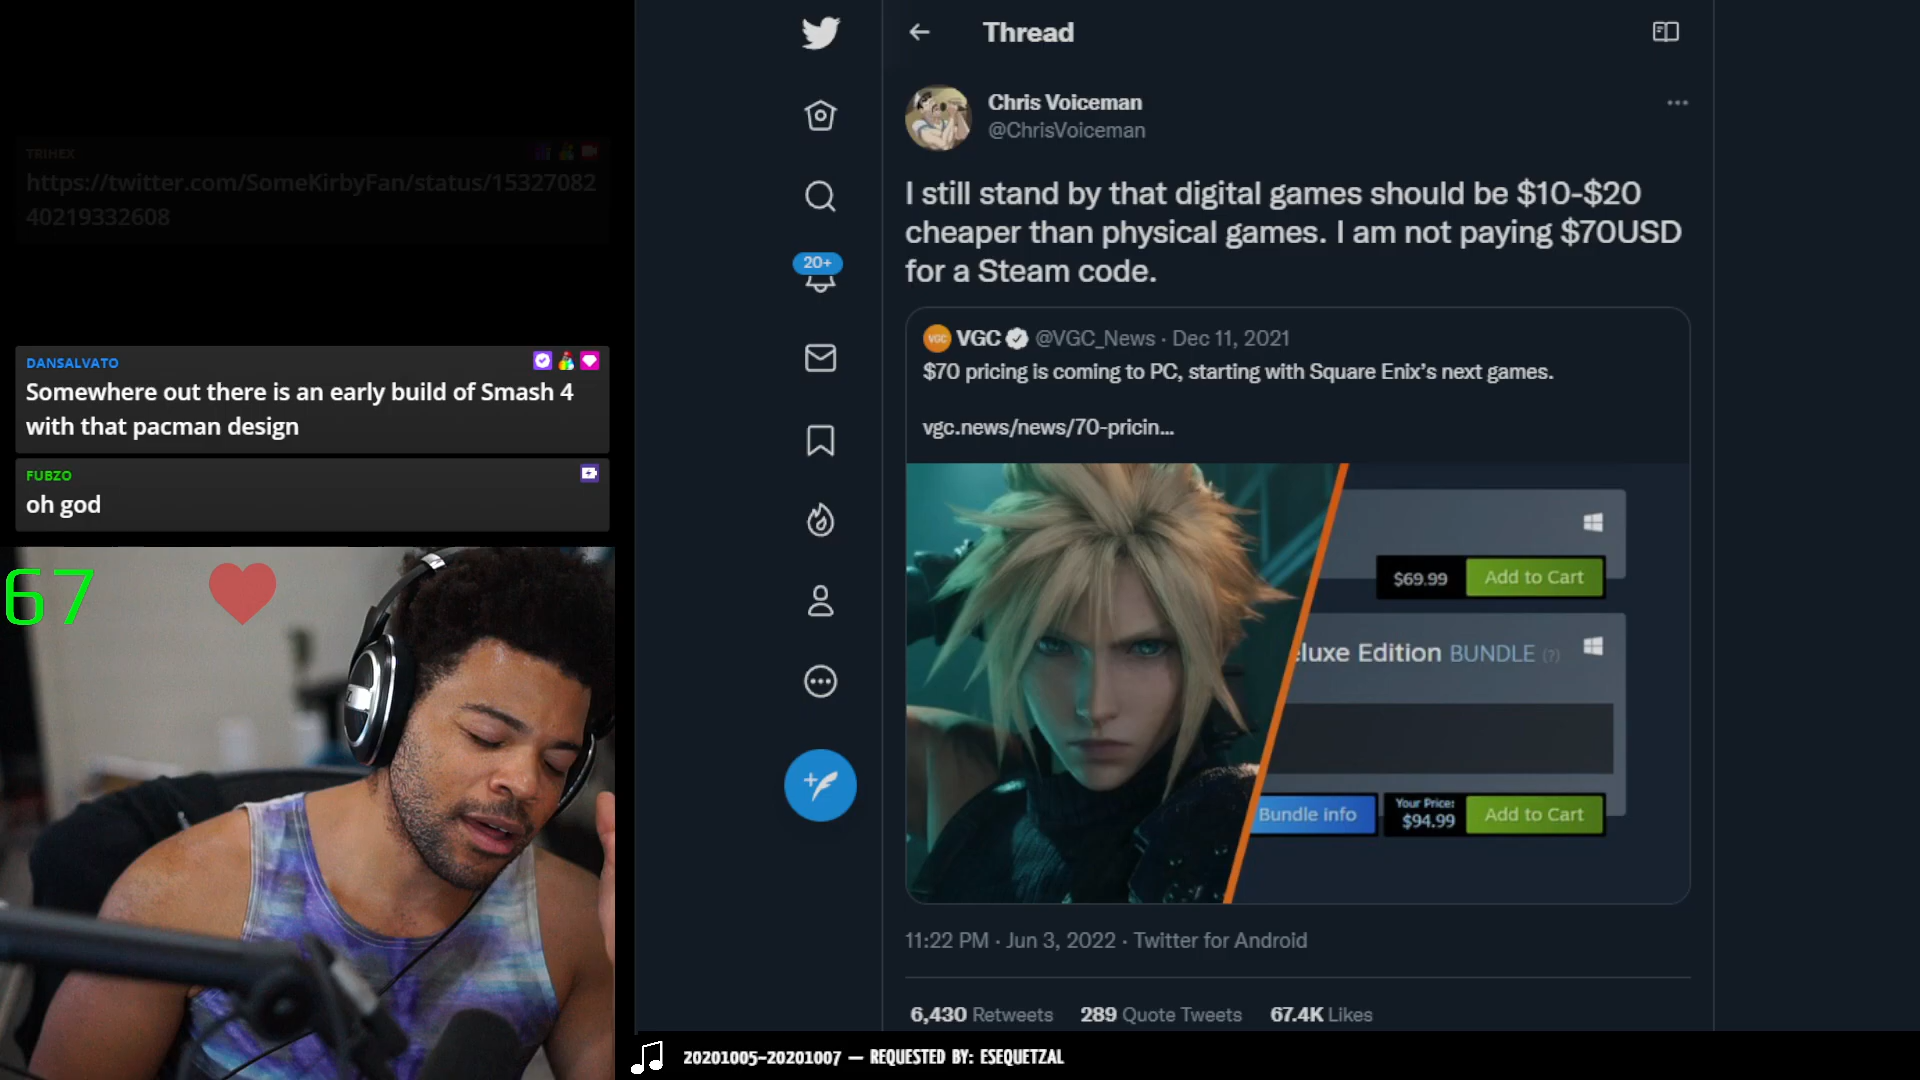 TRIHEX
https://twitter.com/SomeKirbyFan/status/15327082
40219332608
DANSALVATO
Somewhere out there is an early build of Smash 4
with that pacman design
FUBZO
oh god
67
20+
Thread
Chris Voiceman
@ChrisVoiceman
I still stand by that digital games should be $10-$20
cheaper than physical games. I am not paying $70USD
for a Steam code.
VGC
VGC @VGC_News · Dec 11, 2021
$70 pricing is coming to PC, starting with Square Enix's next games.
vgc.news/news/70-pricin...
$69.99 Add to Cart
eluxe Edition BUNDLE (?)
Bundle info Your Price: $94.99 Add to Cart
11:22 PM · Jun 3, 2022 · Twitter for Android
6,430 Retweets 289 Quote Tweets 67.4K Likes
20201005-20201007 — REQUESTED BY: ESEQUETZAL